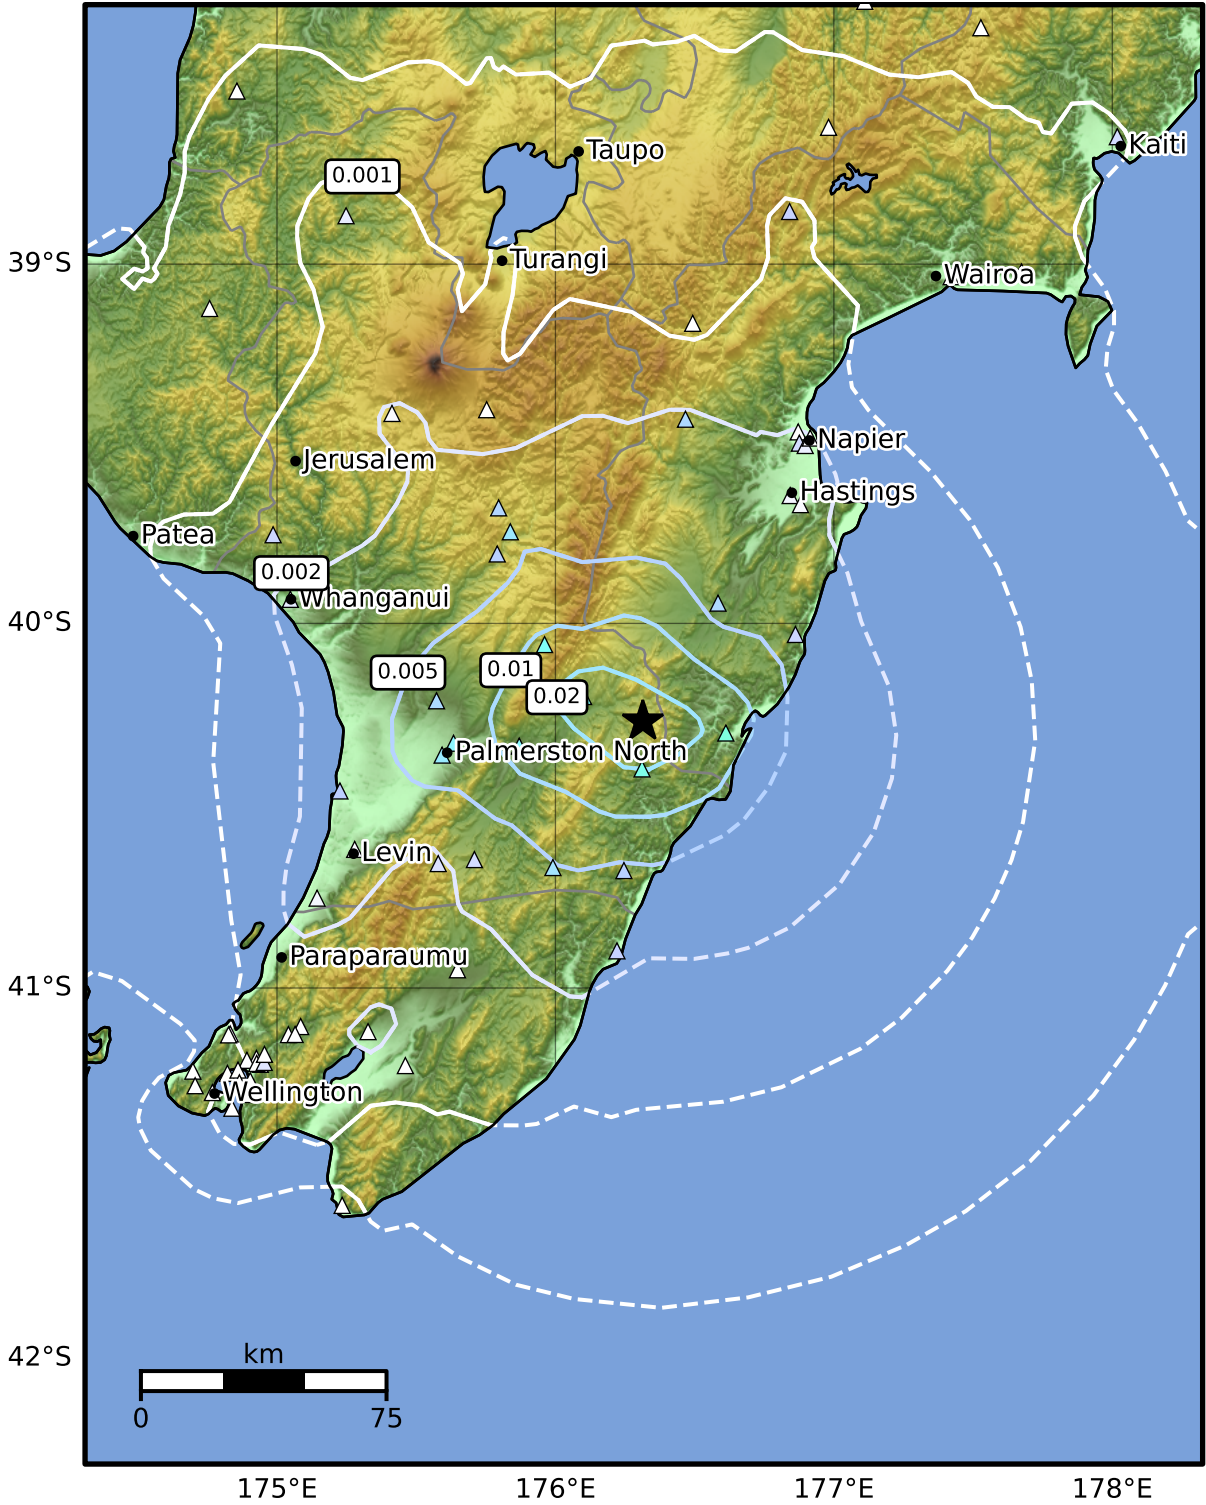 Taupo
Kaiti
0.001
Turangi
39°S
Wairoa
Napier
Jerusalem
Hastings
Patea
0.002
Whanganui
40°S
0.005
0.01
0.02
Palmerston North
Levin
Paraparaumu
41°S
Wellington
km
42°S
0
75
175°E
176°E
177°E
178°E